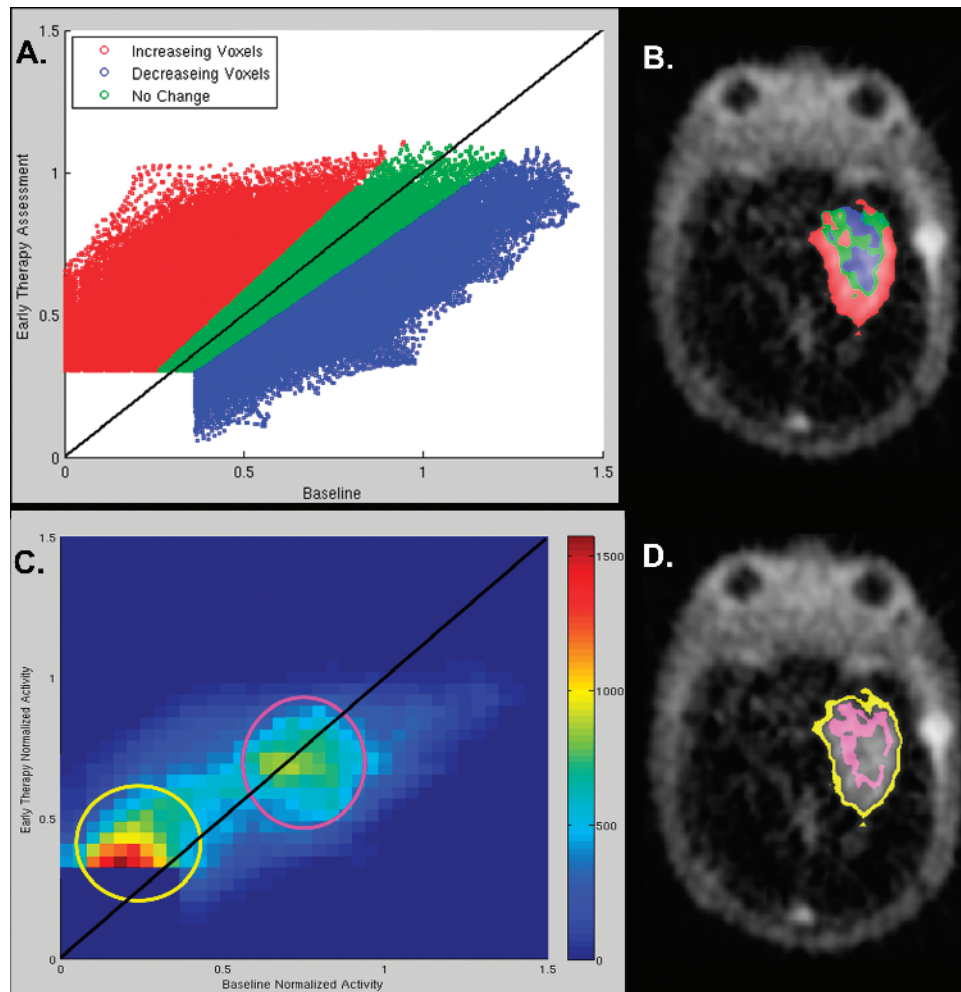 A.
1.5
Increaseing Voxels
Decreaseing Voxels
No Change
1
0.5
0
Early Therapy Assessment
0
0.5
1
1.5
Baseline
B.
C.
1.5
1
0.5
0
Early Therapy Normalized Activity
0
0.5
1
1.5
Baseline Normalized Activity
1500
1000
500
0
D.